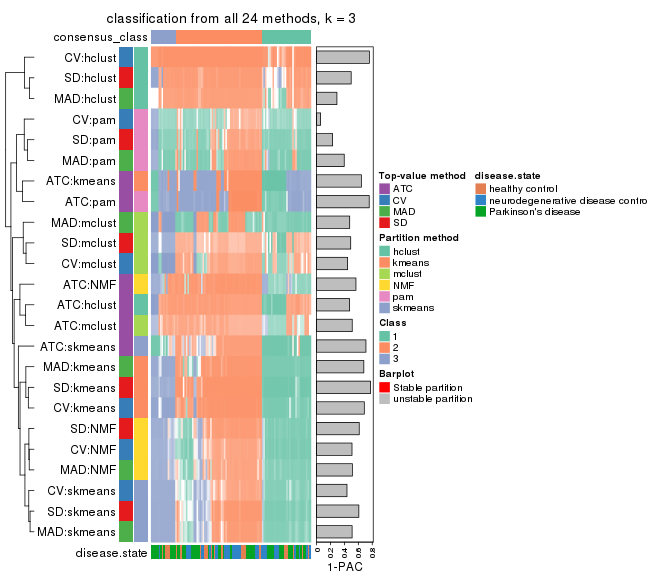 classification from all 24 methods, k = 3
consensus_class
CV:hclust
SD:hclust
MAD:hclust
CV:pam
SD:pam
MAD:pam
ATC:kmeans
ATC:pam
MAD:mclust
SD:mclust
CV:mclust
ATC:NMF
ATC:hclust
ATC:mclust
ATC:skmeans
MAD:kmeans
SD:kmeans
CV:kmeans
SD:NMF
CV:NMF
MAD:NMF
CV:skmeans
SD:skmeans
MAD:skmeans
disease.state
0 0.2 0.4 0.6 0.8
1-PAC
Top-value method
ATC
CV
MAD
SD
Partition method
hclust
kmeans
mclust
NMF
pam
skmeans
Class
1
2
3
Barplot
Stable partition
unstable partition
disease.state
healthy control
neurodegenerative disease contro
Parkinson's disease